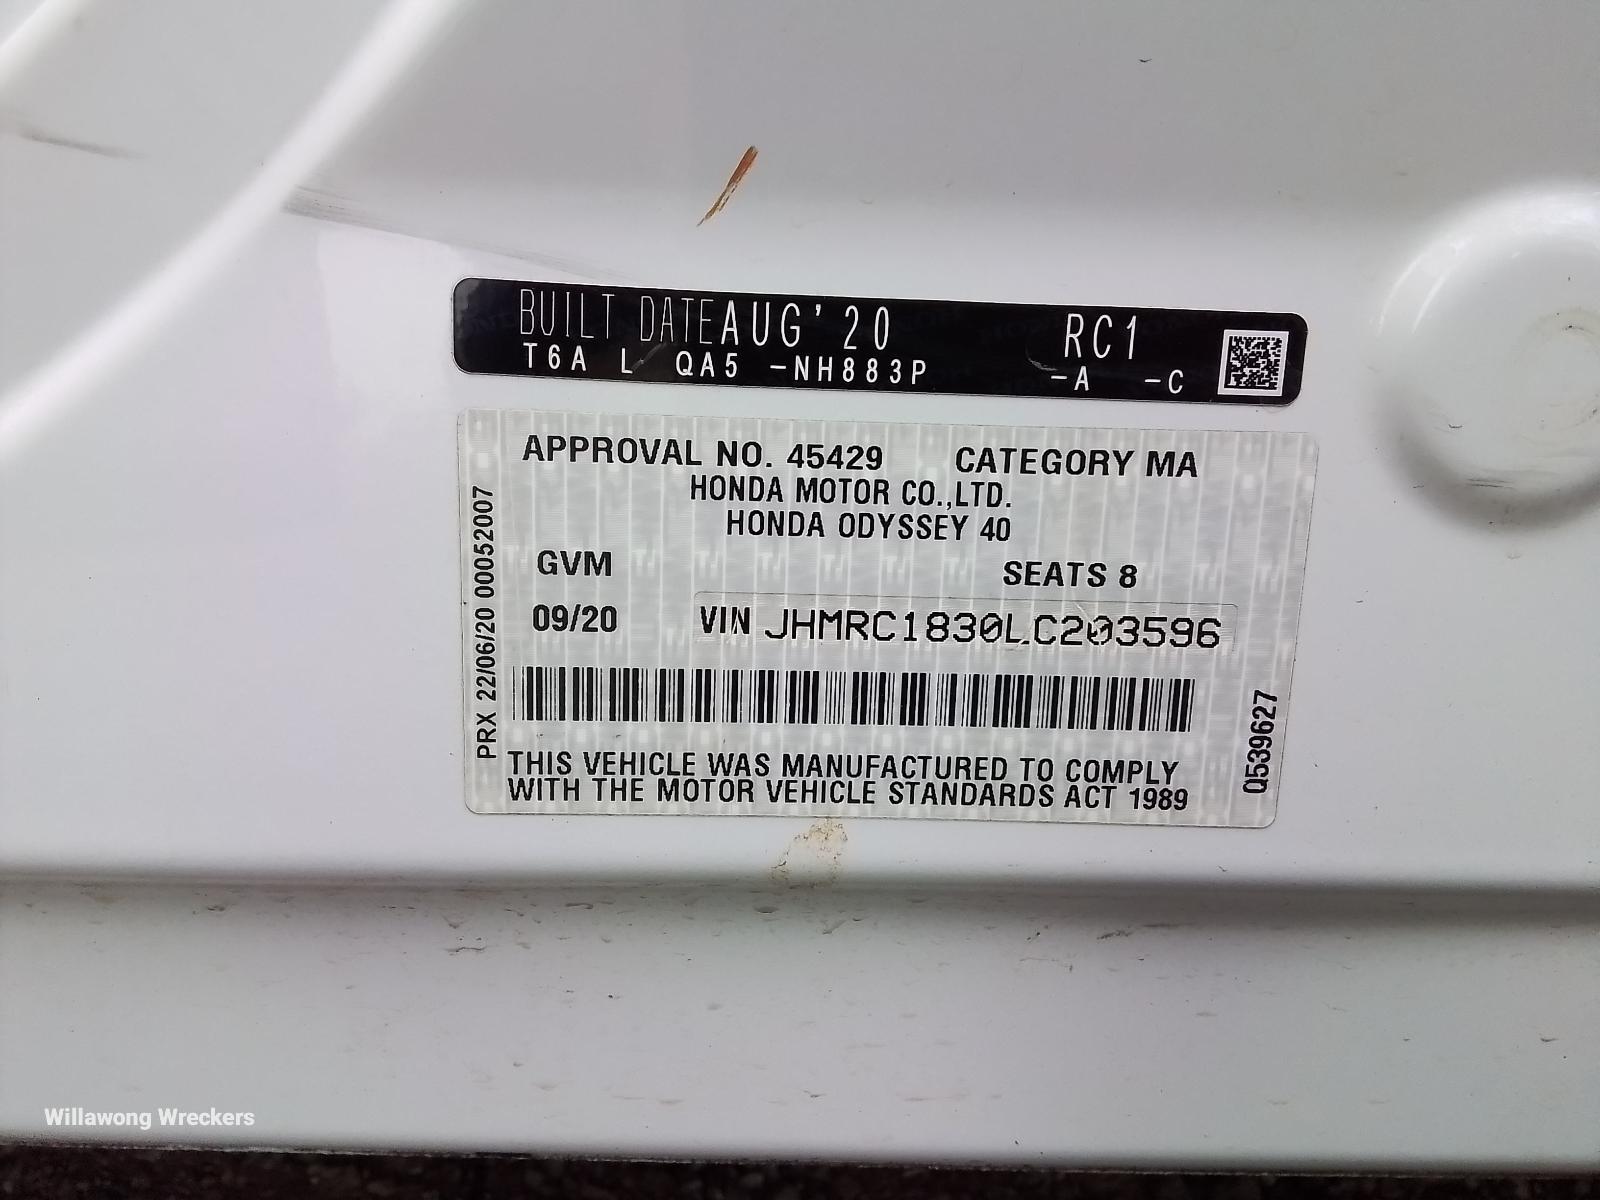 BUILT DATE AUG'20 RC1
T6A L QA5 -NH883P -A -C
APPROVAL NO. 45429 CATEGORY MA
HONDA MOTOR CO.,LTD.
HONDA ODYSSEY 40
GVM SEATS 8
09/20 VIN JHMRC1830LC203596
THIS VEHICLE WAS MANUFACTURED TO COMPLY
WITH THE MOTOR VEHICLE STANDARDS ACT 1989
PRX 22/06/20 00052007
Q539627
Willawong Wreckers